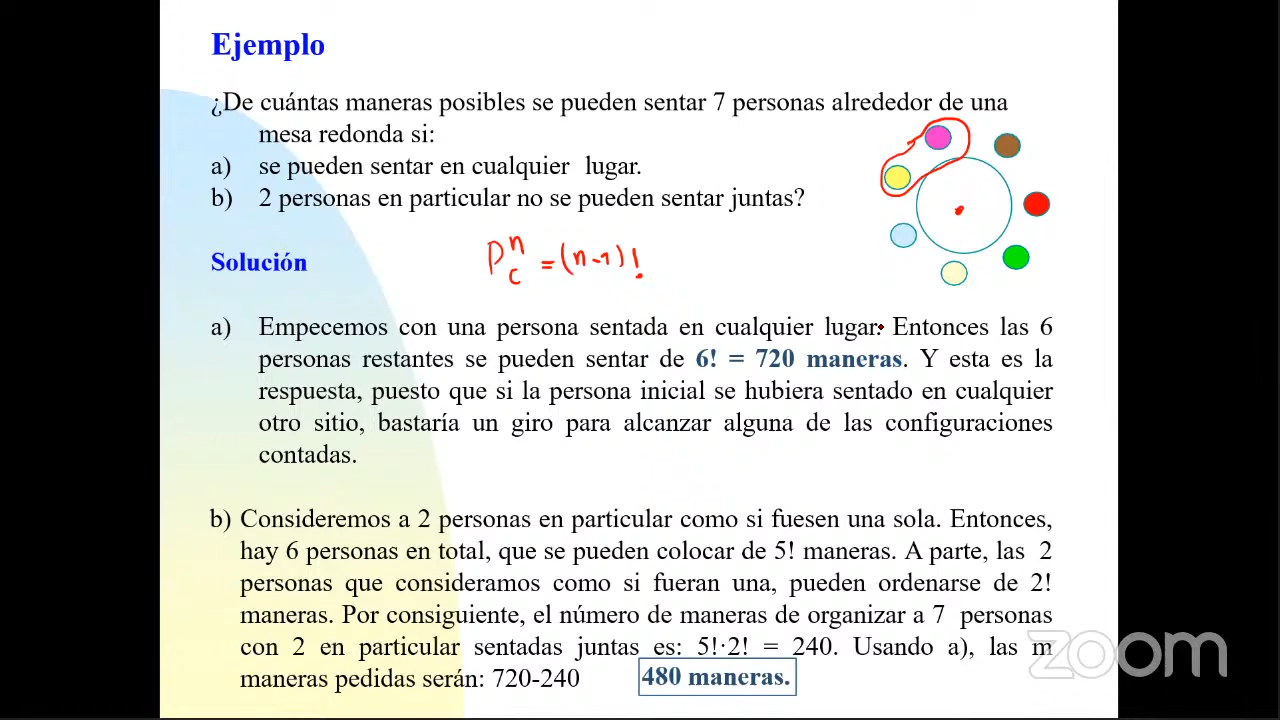 Ejemplo
¿De cuántas maneras posibles se pueden sentar 7 personas alrededor de una
mesa redonda si:
a) se pueden sentar en cualquier lugar.
b) 2 personas en particular no se pueden sentar juntas?
P n c = (n-1)!
Solución
a) Empecemos con una persona sentada en cualquier lugar. Entonces las 6
personas restantes se pueden sentar de 6! = 720 maneras. Y esta es la
respuesta, puesto que si la persona inicial se hubiera sentado en cualquier
otro sitio, bastaría un giro para alcanzar alguna de las configuraciones
contadas.
b) Consideremos a 2 personas en particular como si fuesen una sola. Entonces,
hay 6 personas en total, que se pueden colocar de 5! maneras. A parte, las 2
personas que consideramos como si fueran una, pueden ordenarse de 2!
maneras. Por consiguiente, el número de maneras de organizar a 7 personas
con 2 en particular sentadas juntas es: 5!·2! = 240. Usando a), las m
maneras pedidas serán: 720-240 480 maneras.
zoom